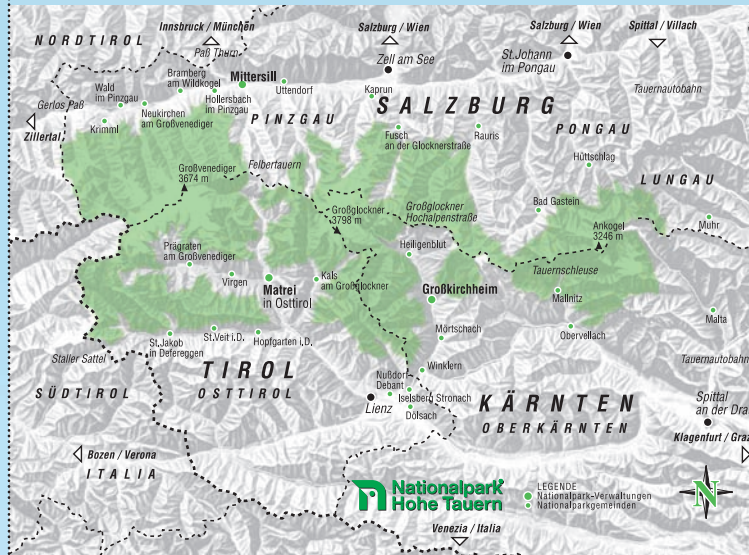 Innsbruck / München
Salzburg / Wien
Salzburg / Wien
Spittal / Villach
NORDTIROL
Paß Thurn
Zell am See
St.Johann
im Pongau
Bramberg
am Wildkogel
Mittersill
Uttendorf
Wald
im Pinzgau
Hollersbach
im Pinzgau
Kaprun
Tauernautobahn
Gerlos Paß
Neukirchen
am Großvenediger
SALZBURG
Zillertal
Krimml
PINZGAU
Fusch
an der Glocknerstraße
Rauris
PONGAU
Großvenediger
3674 m
Felbertauern
Hüttschlag
LUNGAU
Großglockner
3798 m
Großglockner
Hochalpenstraße
Bad Gastein
Ankogel
3246 m
Muhr
Prägraten
am Großvenediger
Heiligenblut
Virgen
Matrei
in Osttirol
Kals
am Großglockner
Tauernschleuse
Großkirchheim
Mallnitz
Malta
St.Jakob
in Defereggen
St.Veit i.D.
Hopfgarten i.D.
Mörtschach
Obervellach
Staller Sattel
TIROL
OSTTIROL
Winklern
Tauernautobahn
SÜDTIROL
Nußdorf
Debant
Iselsberg Stronach
Lienz
Dölsach
KÄRNTEN
OBERKÄRNTEN
Spittal
an der Drau
Klagenfurt / Graz
Bozen / Verona
ITALIA
Nationalpark
Hohe Tauern
LEGENDE
Nationalpark-Verwaltungen
Nationalparkgemeinden
N
Venezia / Italia